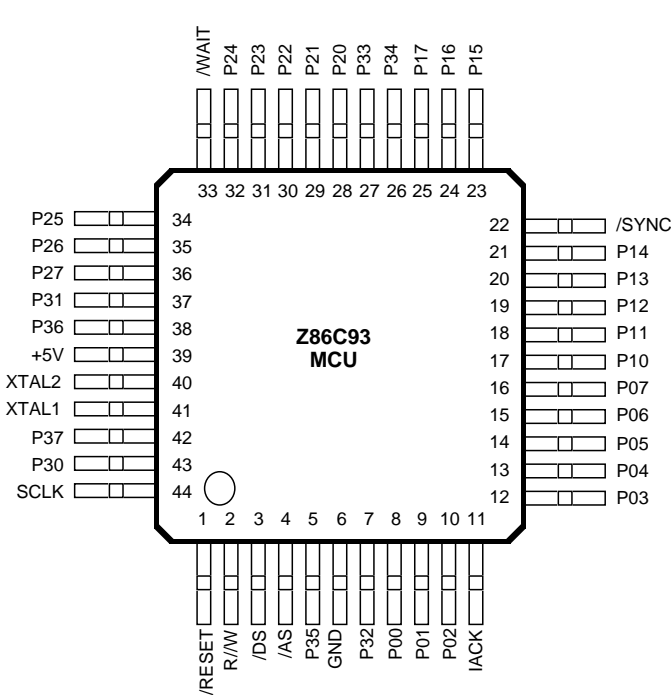 /WAIT P24 P23 P22 P21 P20 P33 P34 P17 P16 P15
33 32 31 30 29 28 27 26 25 24 23
P25 34
P26 35
P27 36
P31 37
P36 38
+5V 39
XTAL2 40
XTAL1 41
P37 42
P30 43
SCLK 44
Z86C93
MCU
22 /SYNC
21 P14
20 P13
19 P12
18 P11
17 P10
16 P07
15 P06
14 P05
13 P04
12 P03
1 2 3 4 5 6 7 8 9 10 11
/RESET R//W /DS /AS P35 GND P32 P00 P01 P02 IACK